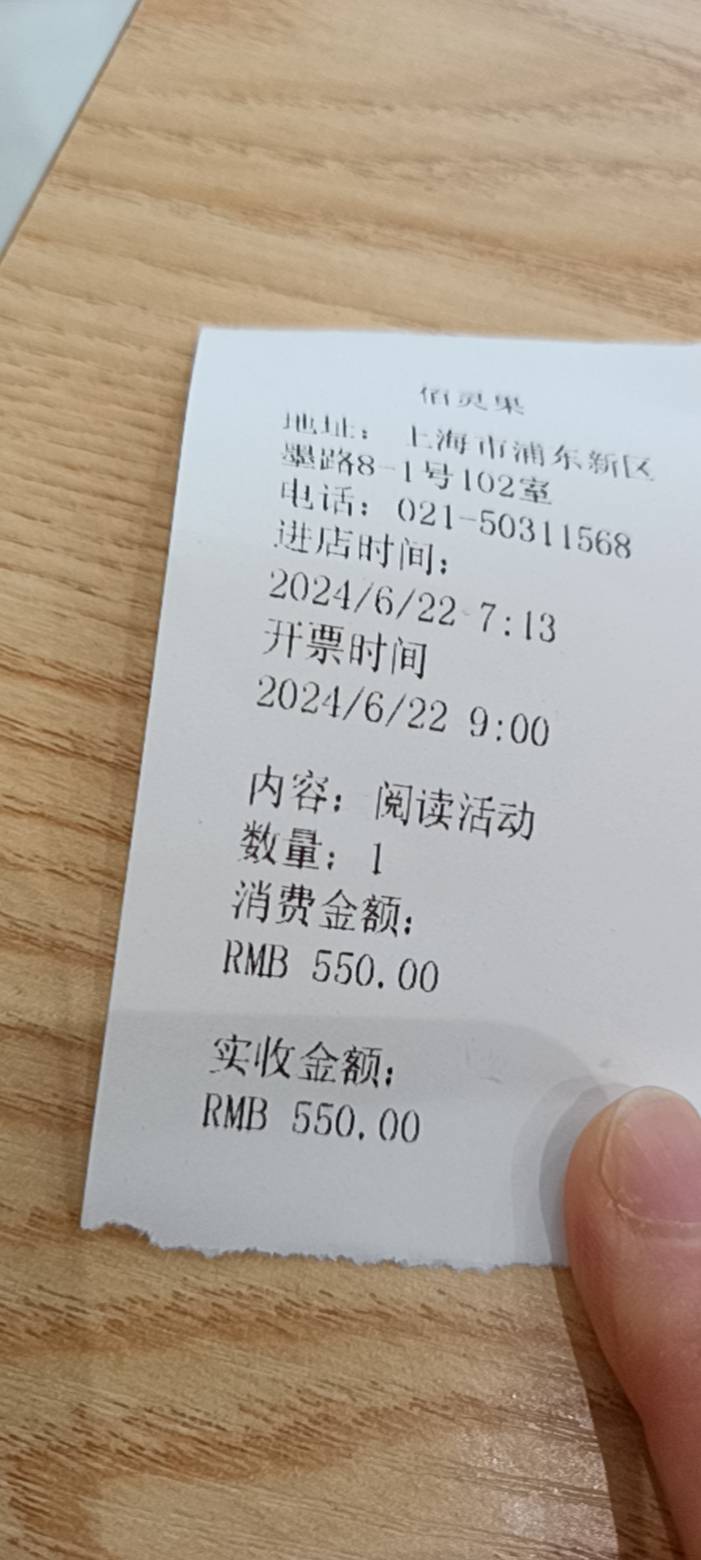 佰灵巢
地址： 上海市浦东新区
墨路8-1号102室
电话：021-50311568
进店时间：
2024/6/22 7:13
开票时间
2024/6/22 9:00
内容：阅读活动
数量：1
消费金额：
RMB 550.00
实收金额：
RMB 550.00